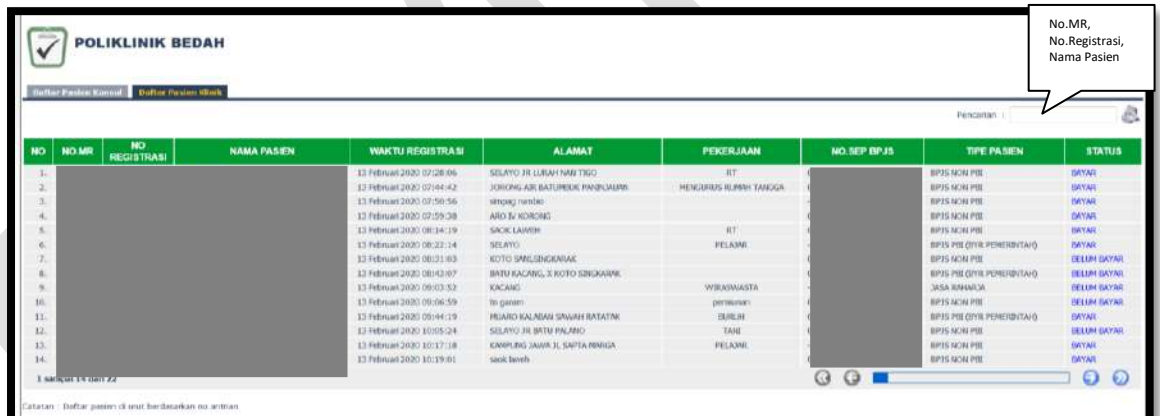 No.MR,
No.Registrasi,
Nama Pasien
POLIKLINIK BEDAH
Daftar Pasien Konsul Daftar Pasien Klinik
Pencarian :
NO NO.MR NO REGISTRASI NAMA PASIEN WAKTU REGISTRASI ALAMAT PEKERJAAN NO.SEP BPJS TIPE PASIEN STATUS
1. 13 Februari 2020 07:28:06 SELAYO JR LURAH NAN TIGO RT BPJS NON PBI BAYAR
2. 13 Februari 2020 07:44:42 JORONG AIR BATUMBUK MENGURUS RUMAH TANGGA BPJS NON PBI BAYAR
3. 13 Februari 2020 07:50:56 simpag rumbio BPJS NON PBI BAYAR
4. 13 Februari 2020 07:59:38 ARO IV KORONG BPJS NON PBI BAYAR
5. 13 Februari 2020 08:14:19 SAOK LAWEH RT BPJS NON PBI BAYAR
6. 13 Februari 2020 08:22:14 SELAYO PELAJAR BPJS PBI (IYR PEMERINTAH) BAYAR
7. 13 Februari 2020 08:31:03 KOTO SANI,SINGKARAK BPJS NON PBI BELUM BAYAR
8. 13 Februari 2020 08:43:07 BATU KACANG, X KOTO SINGKARAK BPJS PBI (IYR PEMERINTAH) BELUM BAYAR
9. 13 Februari 2020 09:03:52 KACANG WIRASWASTA JASA RAHARJA BELUM BAYAR
10. 13 Februari 2020 09:06:59 tn garam pensiunan BPJS NON PBI BELUM BAYAR
11. 13 Februari 2020 09:44:19 MUARO KALABAN SAWAH RATATAK BURUH BPJS PBI (IYR PEMERINTAH) BAYAR
12. 13 Februari 2020 10:05:24 SELAYO JR BATU PALANO TANI BPJS NON PBI BELUM BAYAR
13. 13 Februari 2020 10:17:18 KAMPUNG JAWA JL SAPTA MARGA PELAJAR BPJS NON PBI BAYAR
14. 13 Februari 2020 10:19:01 saok laweh BPJS NON PBI BAYAR
1 sampai 14 dari 22
Catatan : Daftar pasien di urut berdasarkan no antrian